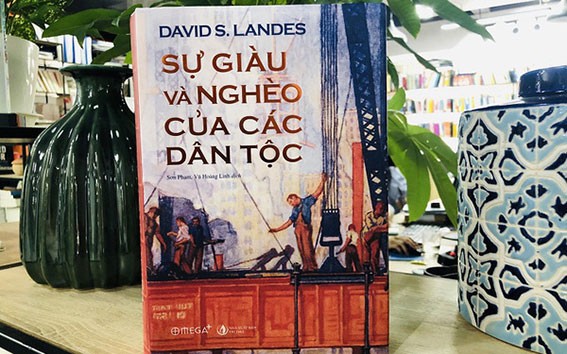 DAVID S. LANDES
SỰ GIÀU
VÀ NGHÈO
CỦA CÁC
DÂN TỘC
Sơn Phạm, Vũ Hoàng Linh dịch
OMEGA+